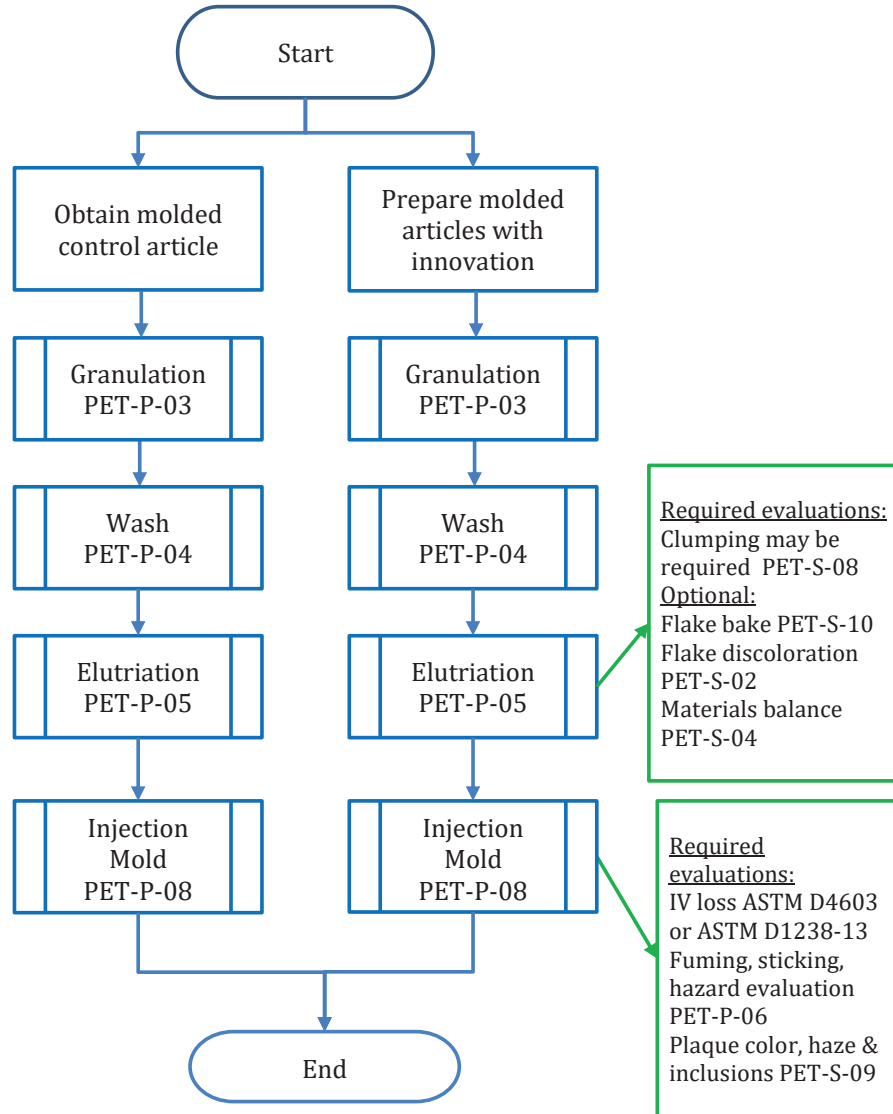 Start
Obtain molded
control article
Prepare molded
articles with
innovation
Granulation
PET-P-03
Granulation
PET-P-03
Wash
PET-P-04
Wash
PET-P-04
Elutriation
PET-P-05
Elutriation
PET-P-05
Required evaluations:
Clumping may be
required  PET-S-08
Optional:
Flake bake PET-S-10
Flake discoloration
PET-S-02
Materials balance
PET-S-04
Injection
Mold
PET-P-08
Injection
Mold
PET-P-08
Required
evaluations:
IV loss ASTM D4603
or ASTM D1238-13
Fuming, sticking,
hazard evaluation
PET-P-06
Plaque color, haze &
inclusions PET-S-09
End